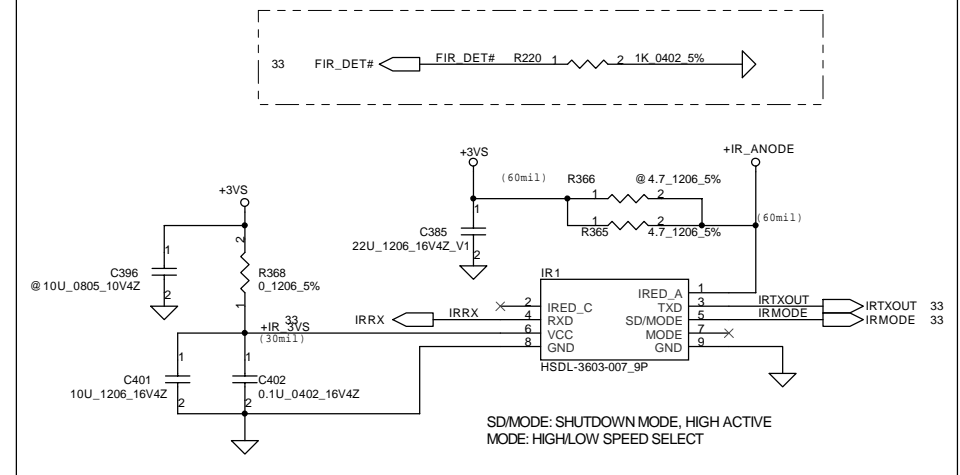 33 FIR_DET# FIR_DET# R220 1 2 1K_0402_5%
+3VS
(60mil)
+IR_ANODE
R366 @4.7_1206_5%
1 2
(60mil)
R365 4.7_1206_5%
1 2
1
C385
22U_1206_16V4Z_V1
2
+3VS
1
C396
@10U_0805_10V4Z
2
2
R368
0_1206_5%
1
33
+IR_3VS
(30mil)
1
C401
10U_1206_16V4Z
2
1
C402
0.1U_0402_16V4Z
2
IR1
IRED_A 1
2 IRED_C TXD 3 IRTXOUT IRTXOUT 33
IRRX IRRX 4 RXD SD/MODE 5 IRMODE IRMODE 33
6 VCC MODE 7
8 GND GND 9
HSDL-3603-007_9P
SD/MODE: SHUTDOWN MODE, HIGH ACTIVE
MODE: HIGH/LOW SPEED SELECT